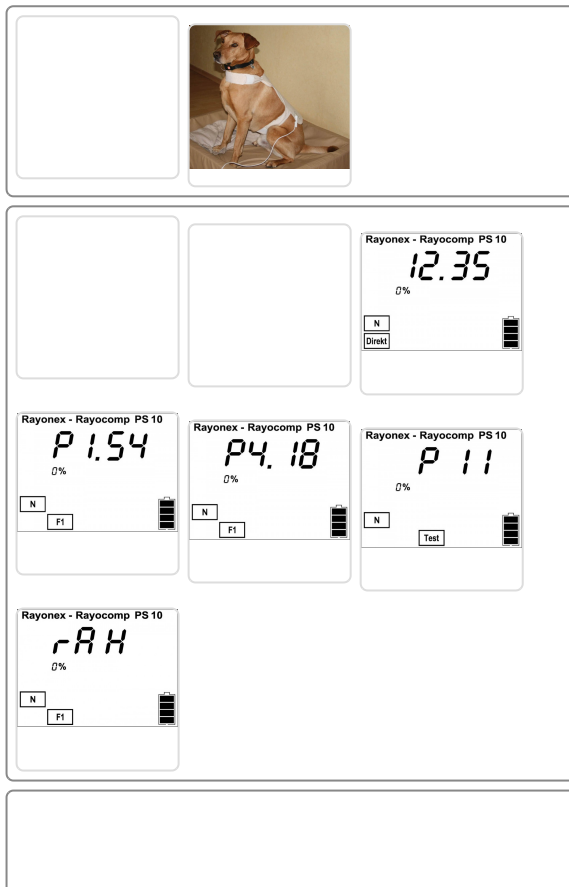 Rayonex - Rayocomp PS 10
12.35
0%
N
Direkt
Rayonex - Rayocomp PS 10
P1.54
0%
N
F1
Rayonex - Rayocomp PS 10
P4.18
0%
N
F1
Rayonex - Rayocomp PS 10
P 11
0%
N
Test
Rayonex - Rayocomp PS 10
rAH
0%
N
F1